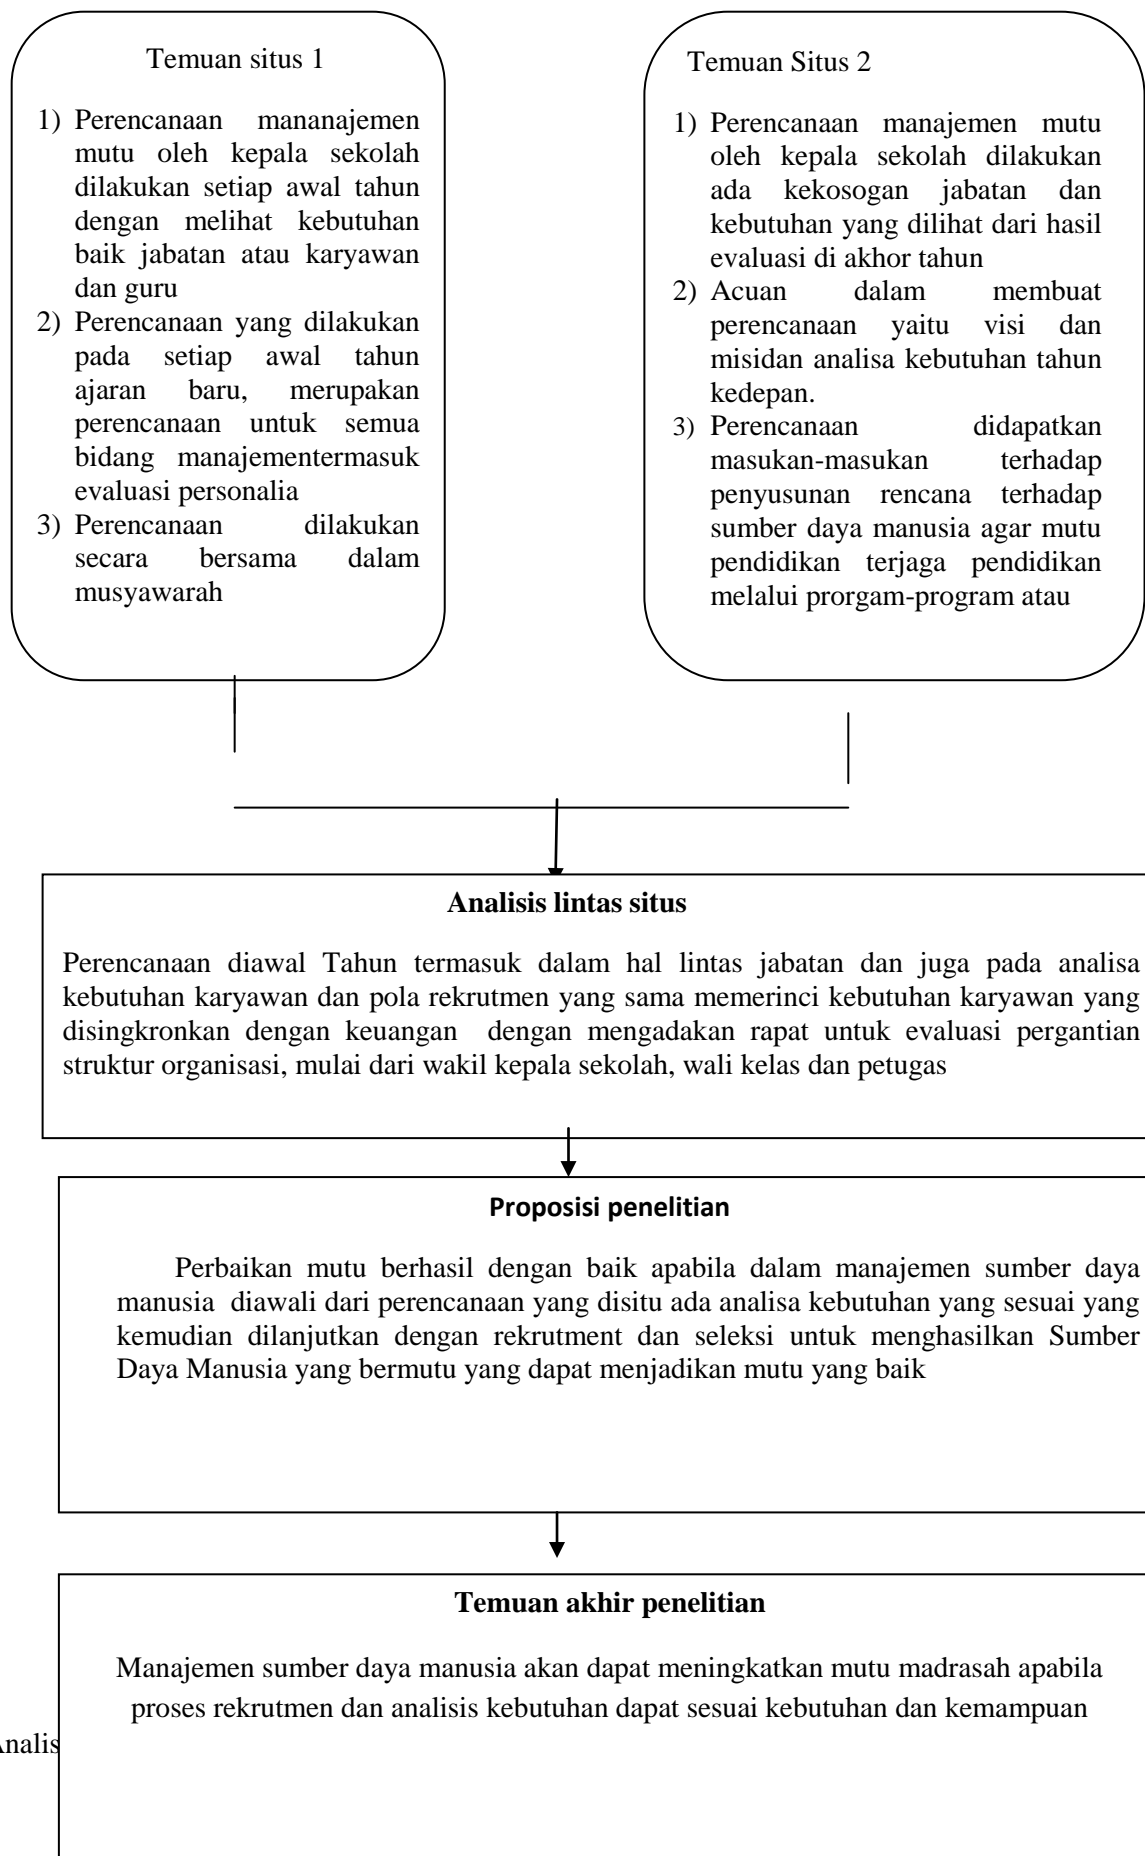 Temuan situs 1
1) Perencanaan mananajemen
mutu oleh kepala sekolah
dilakukan setiap awal tahun
dengan melihat kebutuhan
baik jabatan atau karyawan
dan guru
2) Perencanaan yang dilakukan
pada setiap awal tahun
ajaran baru, merupakan
perencanaan untuk semua
bidang manajementermasuk
evaluasi personalia
3) Perencanaan dilakukan
secara bersama dalam
musyawarah
Temuan Situs 2
1) Perencanaan manajemen mutu
oleh kepala sekolah dilakukan
ada kekosogan jabatan dan
kebutuhan yang dilihat dari hasil
evaluasi di akhor tahun
2) Acuan dalam membuat
perencanaan yaitu visi dan
misidan analisa kebutuhan tahun
kedepan.
3) Perencanaan didapatkan
masukan-masukan terhadap
penyusunan rencana terhadap
sumber daya manusia agar mutu
pendidikan terjaga pendidikan
melalui prorgam-program atau
Analisis lintas situs
Perencanaan diawal Tahun termasuk dalam hal lintas jabatan dan juga pada analisa
kebutuhan karyawan dan pola rekrutmen yang sama memerinci kebutuhan karyawan yang
disingkronkan dengan keuangan dengan mengadakan rapat untuk evaluasi pergantian
struktur organisasi, mulai dari wakil kepala sekolah, wali kelas dan petugas
Proposisi penelitian
Perbaikan mutu berhasil dengan baik apabila dalam manajemen sumber daya
manusia diawali dari perencanaan yang disitu ada analisa kebutuhan yang sesuai yang
kemudian dilanjutkan dengan rekrutment dan seleksi untuk menghasilkan Sumber
Daya Manusia yang bermutu yang dapat menjadikan mutu yang baik
Temuan akhir penelitian
Manajemen sumber daya manusia akan dapat meningkatkan mutu madrasah apabila
proses rekrutmen dan analisis kebutuhan dapat sesuai kebutuhan dan kemampuan